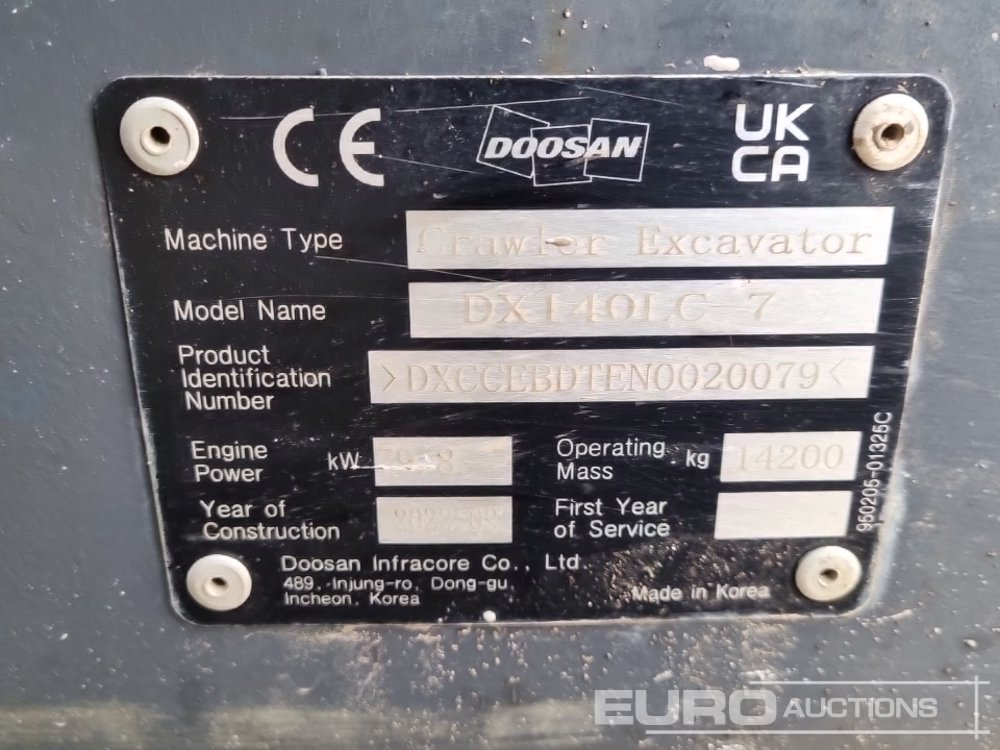 CE
DOOSAN
UK
CA
Machine Type Crawler Excavator
Model Name DX140LC-7
Product
Identification
Number
>DXCCEBDTEN0020079<
Engine
Power
kW
Operating
Mass
kg 14200
Year of
Construction
First Year
of Service
950205-01325C
Doosan Infracore Co., Ltd.
489, Injung-ro, Dong-gu,
Incheon, Korea
Made in Korea
EURO AUCTIONS